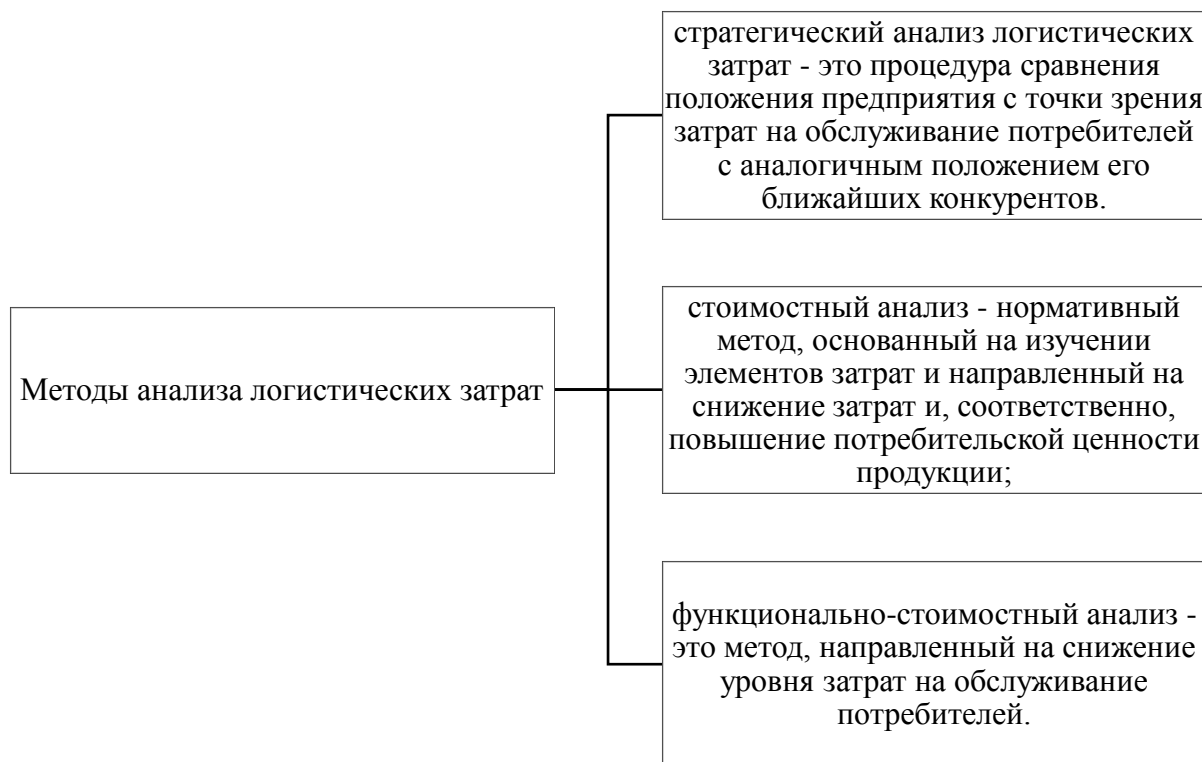 стратегический анализ логистических
затрат - это процедура сравнения
положения предприятия с точки зрения
затрат на обслуживание потребителей
с аналогичным положением его
ближайших конкурентов.
Методы анализа логистических затрат
стоимостный анализ - нормативный
метод, основанный на изучении
элементов затрат и направленный на
снижение затрат и, соответственно,
повышение потребительской ценности
продукции;
функционально-стоимостный анализ -
это метод, направленный на снижение
уровня затрат на обслуживание
потребителей.